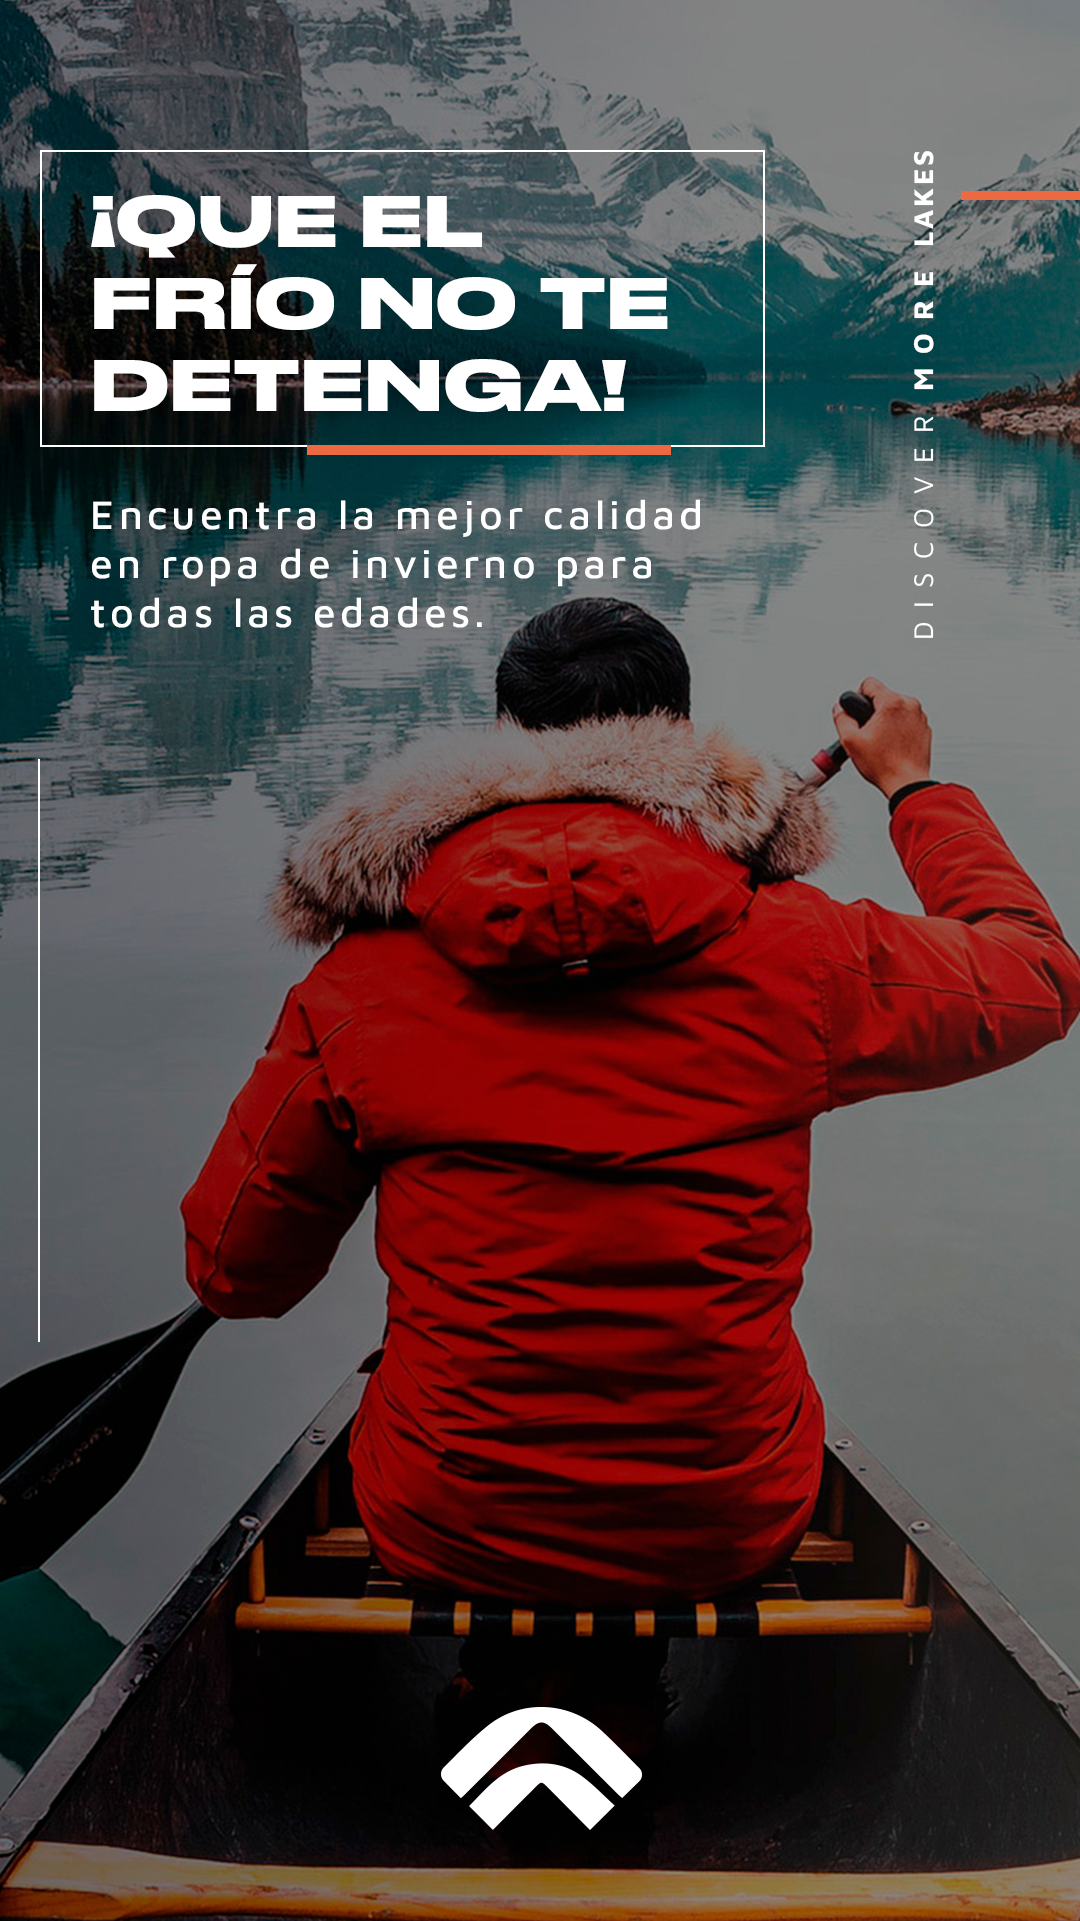 ¡QUE EL
FRÍO NO TE
DETENGA!
Encuentra la mejor calidad
en ropa de invierno para
todas las edades.
DISCOVER MORE LAKES